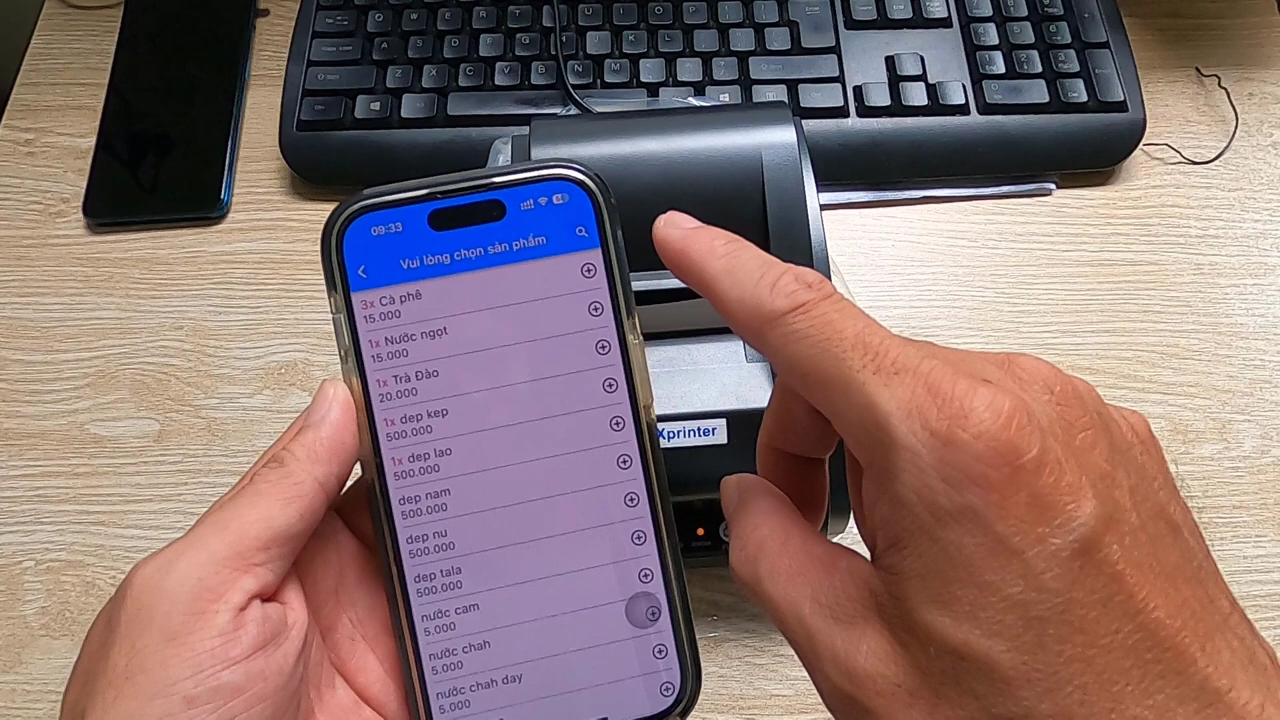 09:33
Vui lòng chọn sản phẩm
3x Cà phê
15.000
1x Nước ngọt
15.000
1x Trà Đào
20.000
1x dep kep
500.000
1x dep lao
500.000
dep nam
500.000
dep nu
500.000
dep tala
500.000
nước cam
5.000
nước chah
5.000
nước chah day
5.000
Xprinter